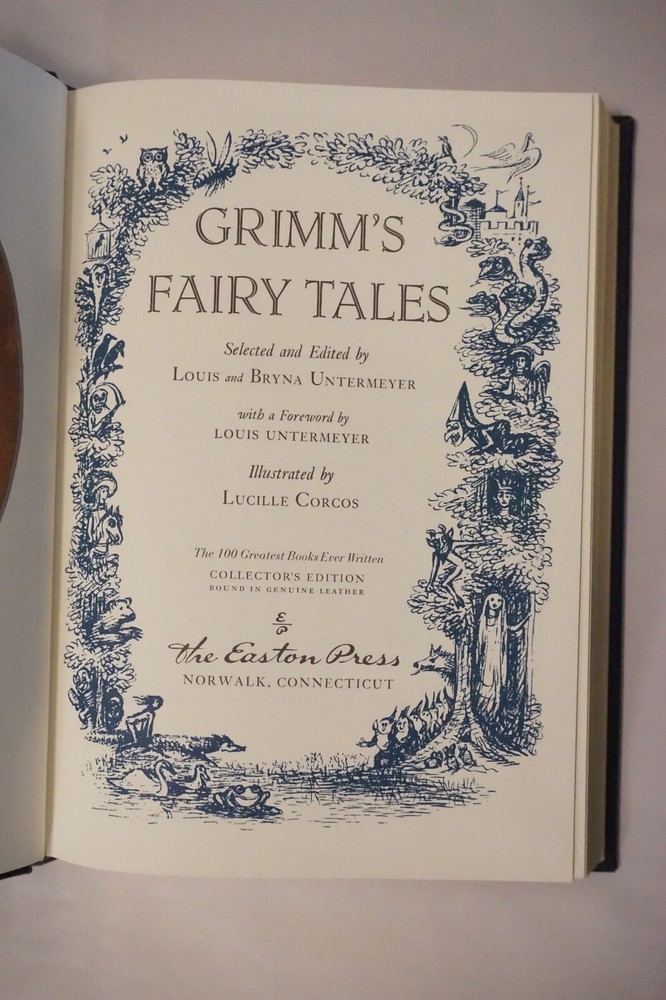 GRIMM'S
FAIRY TALES
Selected and Edited by
LOUIS and BRYNA UNTERMEYER
with a Foreword by
LOUIS UNTERMEYER
Illustrated by
LUCILLE CORCOS
The 100 Greatest Books Ever Written
COLLECTOR'S EDITION
BOUND IN GENUINE LEATHER
The Easton Press
NORWALK, CONNECTICUT